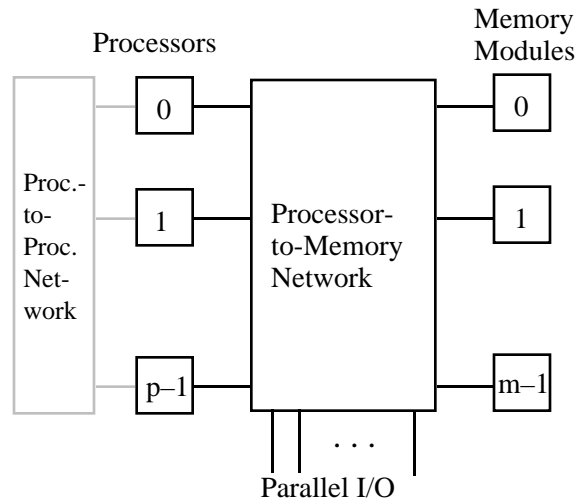 Processors
Memory
Modules
0
0
Proc.-
to-
Proc.
Net-
work
1
Processor-
to-Memory
Network
1
p–1
m–1
. . .
Parallel I/O